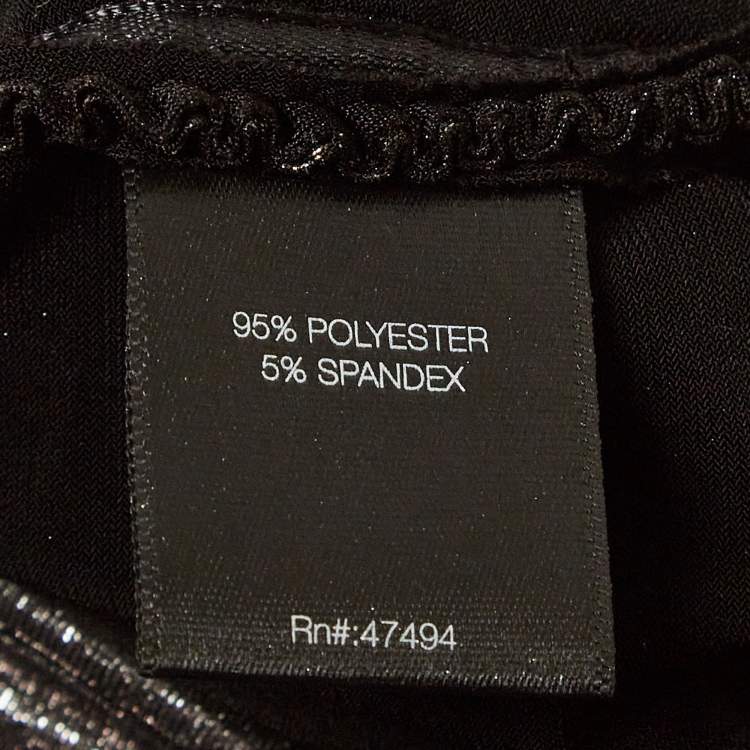 95% POLYESTER
5% SPANDEX
Rn#:47494